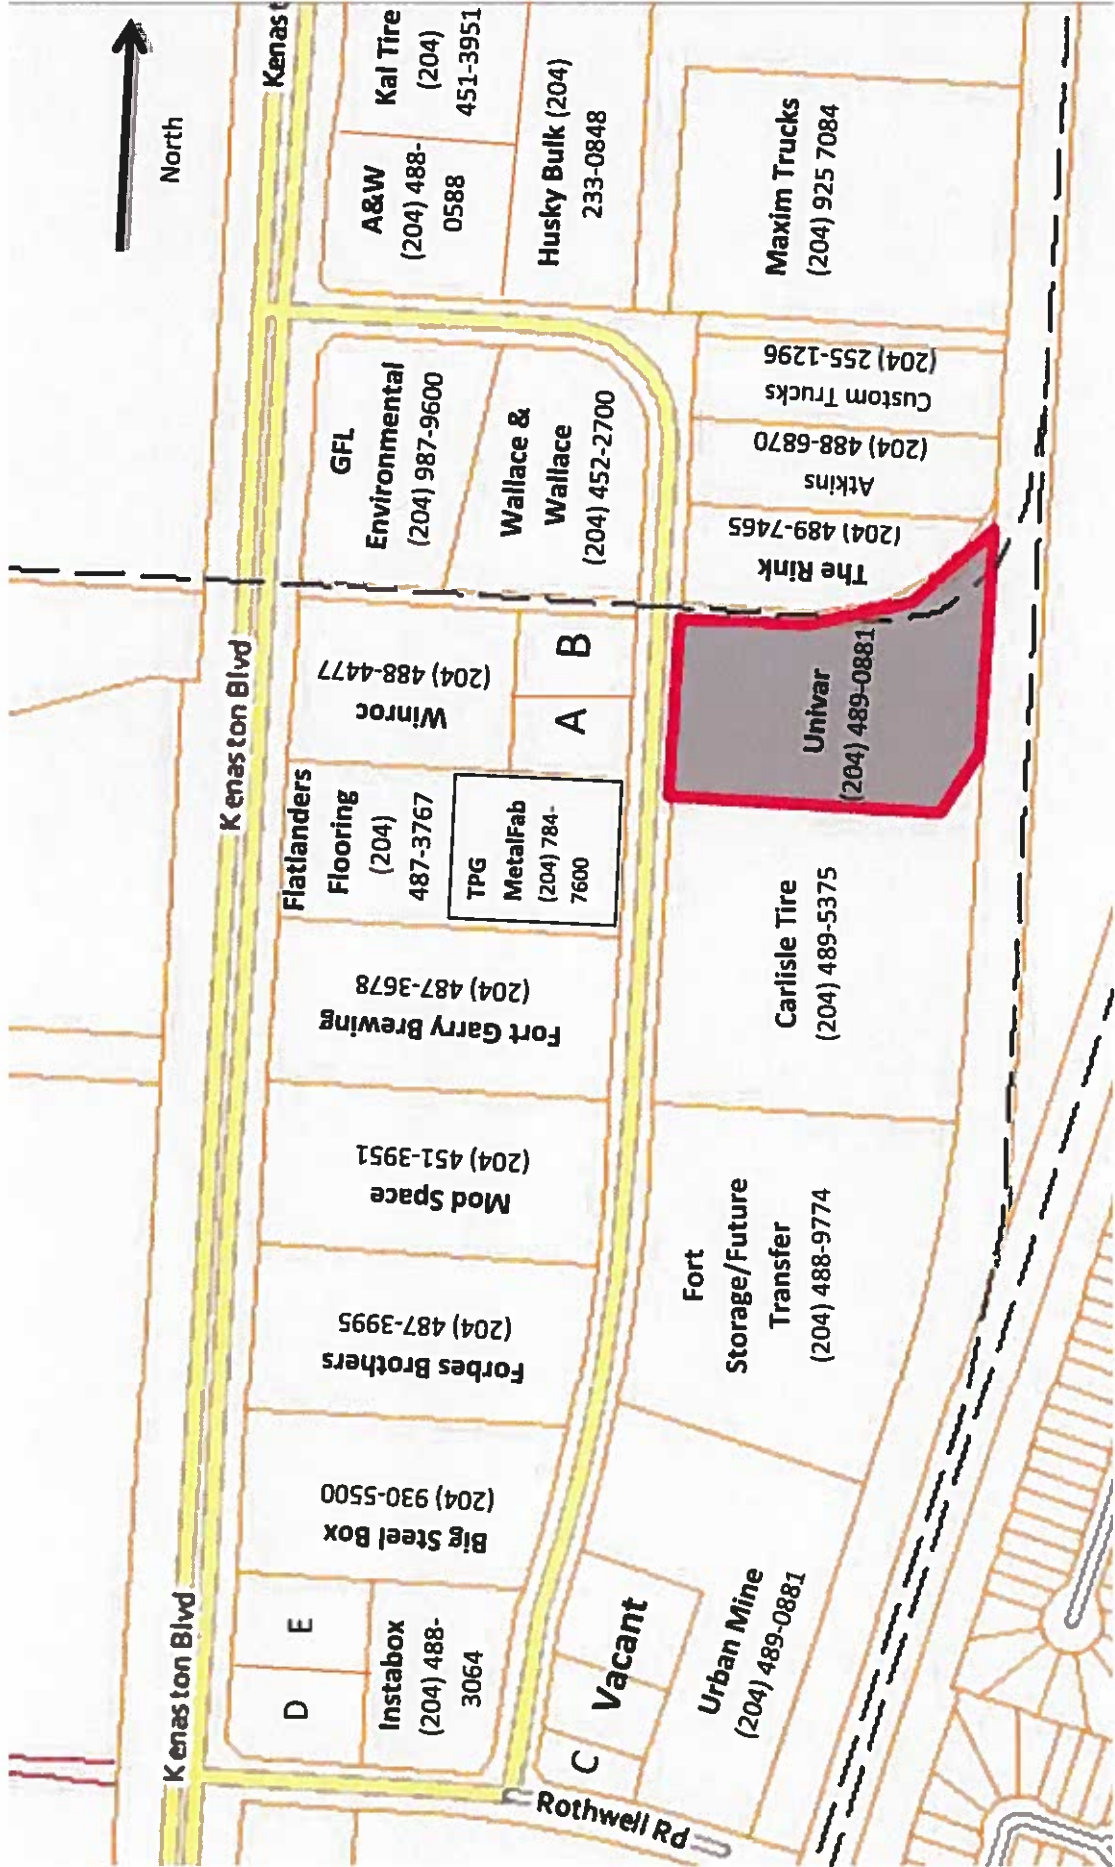 North
Kenast
Kal Tire
(204)
451-3951
A&W
(204) 488-
0588
Husky Bulk (204)
233-0848
Maxim Trucks
(204) 925 7084
Custom Trucks
(204) 255-1296
Atkins
(204) 488-6870
The Rink
(204) 489-7465
GFL
Environmental
(204) 987-9600
Wallace &
Wallace
(204) 452-2700
Kenaston Blvd
Winroc
(204) 488-4477
B
A
Univar
(204) 489-0881
Flatlanders
Flooring
(204)
487-3767
TPG
MetalFab
(204) 784-
7600
Carlisle Tire
(204) 489-5375
Fort Garry Brewing
(204) 487-3678
Mod Space
(204) 451-3951
Fort
Storage/Future
Transfer
(204) 488-9774
Forbes Brothers
(204) 487-3995
Big Steel Box
(204) 930-5500
Kenaston Blvd
E
D
Instabox
(204) 488-
3064
Vacant
C
Urban Mine
(204) 489-0881
Rothwell Rd